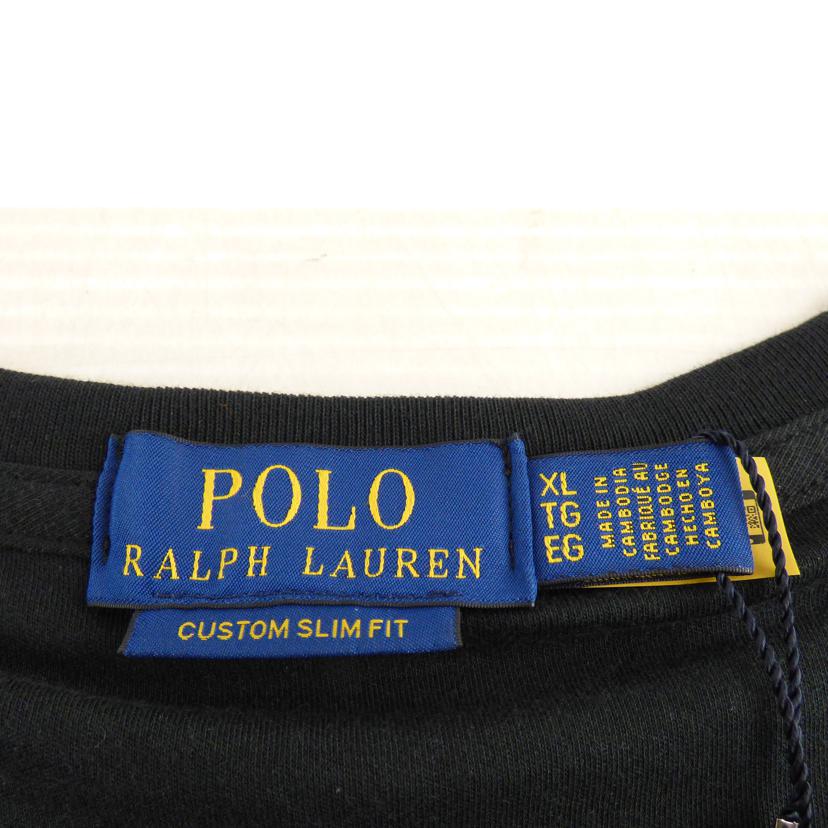 POLO
RALPH LAUREN
CUSTOM SLIM FIT
XL
TG
EG
MADE IN
CAMBODIA
FABRIQUÉ AU
CAMBODGE
HECHO EN
CAMBOYA